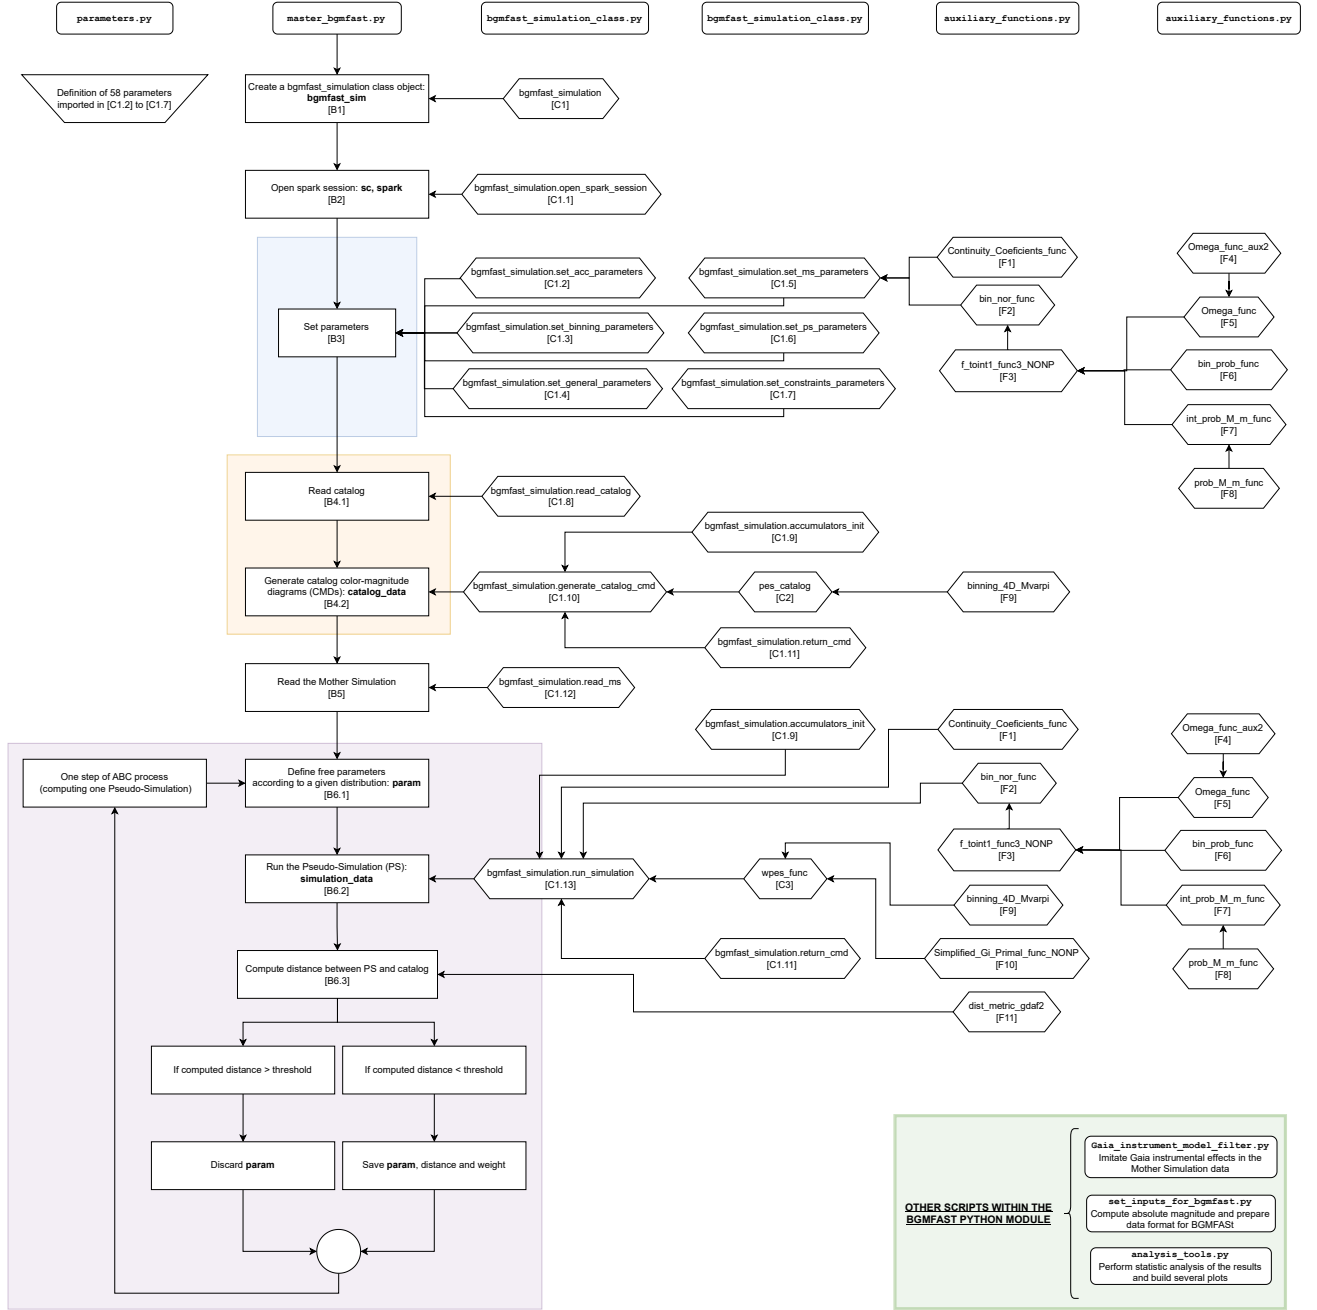 parameters.py
master_bgmfast.py
bgmfast_simulation_class.py
bgmfast_simulation_class.py
auxiliary_functions.py
auxiliary_functions.py
Definition of 58 parameters
imported in [C1.2] to [C1.7]
Create a bgmfast_simulation class object:
bgmfast_sim
[B1]
bgmfast_simulation
[C1]
Open spark session: sc, spark
[B2]
bgmfast_simulation.open_spark_session
[C1.1]
Set parameters
[B3]
bgmfast_simulation.set_acc_parameters
[C1.2]
bgmfast_simulation.set_binning_parameters
[C1.3]
bgmfast_simulation.set_general_parameters
[C1.4]
bgmfast_simulation.set_ms_parameters
[C1.5]
bgmfast_simulation.set_ps_parameters
[C1.6]
bgmfast_simulation.set_constraints_parameters
[C1.7]
Continuity_Coeficients_func
[F1]
bin_nor_func
[F2]
f_toint1_func3_NONP
[F3]
Omega_func_aux2
[F4]
Omega_func
[F5]
bin_prob_func
[F6]
int_prob_M_m_func
[F7]
prob_M_m_func
[F8]
Read catalog
[B4.1]
bgmfast_simulation.read_catalog
[C1.8]
bgmfast_simulation.accumulators_init
[C1.9]
Generate catalog color-magnitude
diagrams (CMDs): catalog_data
[B4.2]
bgmfast_simulation.generate_catalog_cmd
[C1.10]
pes_catalog
[C2]
binning_4D_Mvarpi
[F9]
bgmfast_simulation.return_cmd
[C1.11]
Read the Mother Simulation
[B5]
bgmfast_simulation.read_ms
[C1.12]
One step of ABC process
(computing one Pseudo-Simulation)
Define free parameters
according to a given distribution: param
[B6.1]
bgmfast_simulation.accumulators_init
[C1.9]
Continuity_Coeficients_func
[F1]
bin_nor_func
[F2]
f_toint1_func3_NONP
[F3]
Omega_func_aux2
[F4]
Omega_func
[F5]
bin_prob_func
[F6]
int_prob_M_m_func
[F7]
prob_M_m_func
[F8]
Run the Pseudo-Simulation (PS):
simulation_data
[B6.2]
bgmfast_simulation.run_simulation
[C1.13]
wpes_func
[C3]
binning_4D_Mvarpi
[F9]
Simplified_Gi_Primal_func_NONP
[F10]
bgmfast_simulation.return_cmd
[C1.11]
dist_metric_gdaf2
[F11]
Compute distance between PS and catalog
[B6.3]
If computed distance > threshold
If computed distance < threshold
Discard param
Save param, distance and weight
OTHER SCRIPTS WITHIN THE
BGMFAST PYTHON MODULE
Gaia_instrument_model_filter.py
Imitate Gaia instrumental effects in the
Mother Simulation data
set_inputs_for_bgmfast.py
Compute absolute magnitude and prepare
data format for BGMFASt
analysis_tools.py
Perform statistic analysis of the results
and build several plots